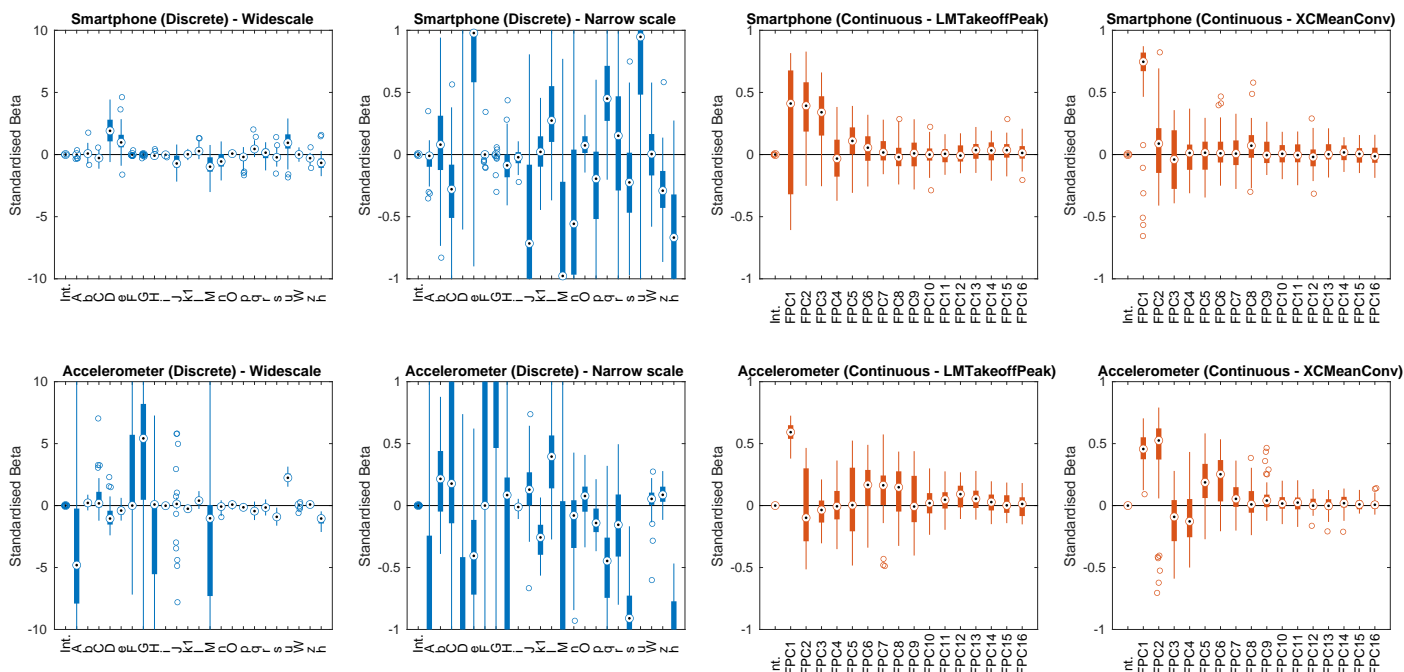 Smartphone (Discrete) - Widescale
Smartphone (Discrete) - Narrow scale
Smartphone (Continuous - LMTakeoffPeak)
Smartphone (Continuous - XCMeanConv)
Standardised Beta
10
5
0
-5
-10
Int. A b C D e F G H i J k1 l M n O p q r s u W z h
Standardised Beta
1
0.5
0
-0.5
-1
Int. A b C D e F G H i J k1 l M n O p q r s u W z h
Standardised Beta
1
0.5
0
-0.5
-1
Int. FPC1 FPC2 FPC3 FPC4 FPC5 FPC6 FPC7 FPC8 FPC9 FPC10 FPC11 FPC12 FPC13 FPC14 FPC15 FPC16
Standardised Beta
1
0.5
0
-0.5
-1
Int. FPC1 FPC2 FPC3 FPC4 FPC5 FPC6 FPC7 FPC8 FPC9 FPC10 FPC11 FPC12 FPC13 FPC14 FPC15 FPC16
Accelerometer (Discrete) - Widescale
Accelerometer (Discrete) - Narrow scale
Accelerometer (Continuous - LMTakeoffPeak)
Accelerometer (Continuous - XCMeanConv)
Standardised Beta
10
5
0
-5
-10
Int. A b C D e F G H i J k1 l M n O p q r s u W z h
Standardised Beta
1
0.5
0
-0.5
-1
Int. A b C D e F G H i J k1 l M n O p q r s u W z h
Standardised Beta
1
0.5
0
-0.5
-1
Int. FPC1 FPC2 FPC3 FPC4 FPC5 FPC6 FPC7 FPC8 FPC9 FPC10 FPC11 FPC12 FPC13 FPC14 FPC15 FPC16
Standardised Beta
1
0.5
0
-0.5
-1
Int. FPC1 FPC2 FPC3 FPC4 FPC5 FPC6 FPC7 FPC8 FPC9 FPC10 FPC11 FPC12 FPC13 FPC14 FPC15 FPC16